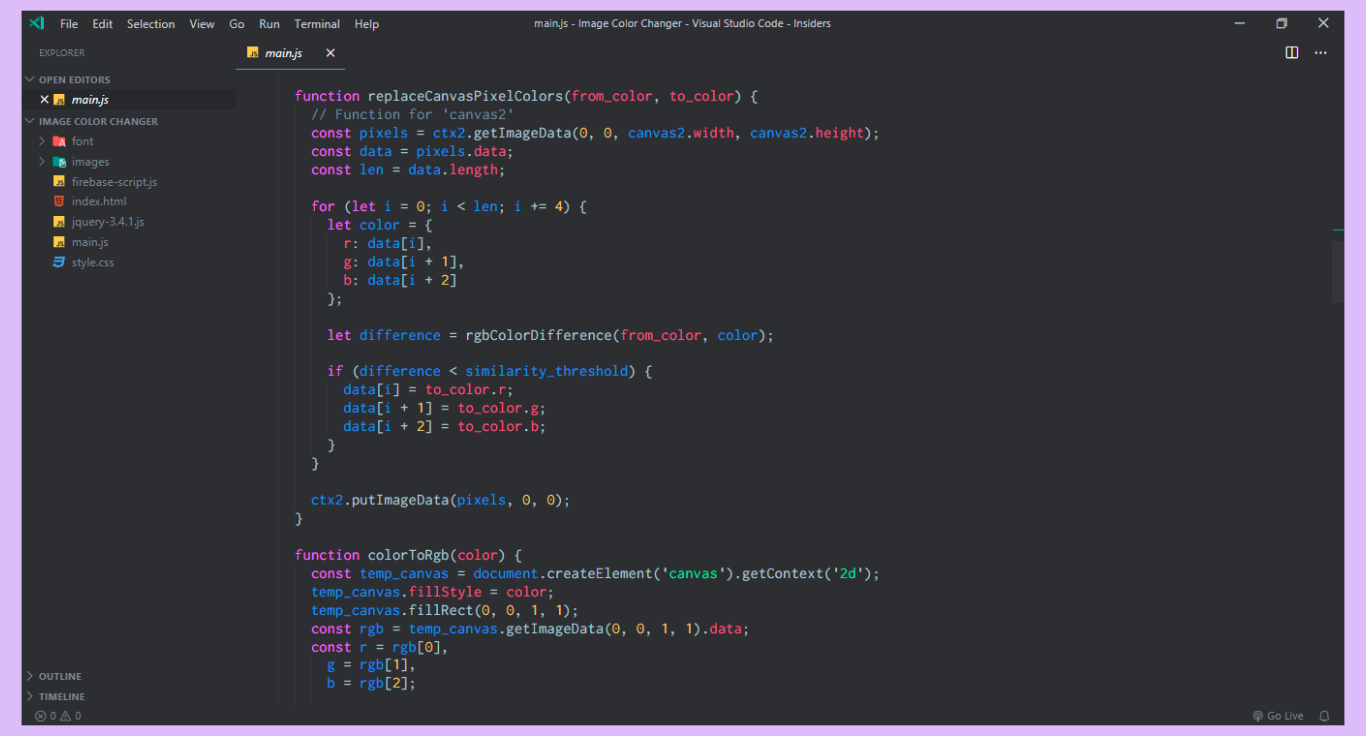 File Edit Selection View Go Run Terminal Help main.js - Image Color Changer - Visual Studio Code - Insiders
EXPLORER
OPEN EDITORS
main.js
IMAGE COLOR CHANGER
font
images
firebase-script.js
index.html
jquery-3.4.1.js
main.js
style.css
OUTLINE
TIMELINE
main.js
function replaceCanvasPixelColors(from_color, to_color) {
  // Function for 'canvas2'
  const pixels = ctx2.getImageData(0, 0, canvas2.width, canvas2.height);
  const data = pixels.data;
  const len = data.length;
  for (let i = 0; i < len; i += 4) {
    let color = {
      r: data[i],
      g: data[i + 1],
      b: data[i + 2]
    };
    let difference = rgbColorDifference(from_color, color);
    if (difference < similarity_threshold) {
      data[i] = to_color.r;
      data[i + 1] = to_color.g;
      data[i + 2] = to_color.b;
    }
  }
  ctx2.putImageData(pixels, 0, 0);
}
function colorToRgb(color) {
  const temp_canvas = document.createElement('canvas').getContext('2d');
  temp_canvas.fillStyle = color;
  temp_canvas.fillRect(0, 0, 1, 1);
  const rgb = temp_canvas.getImageData(0, 0, 1, 1).data;
  const r = rgb[0],
    g = rgb[1],
    b = rgb[2];
0 0 Go Live